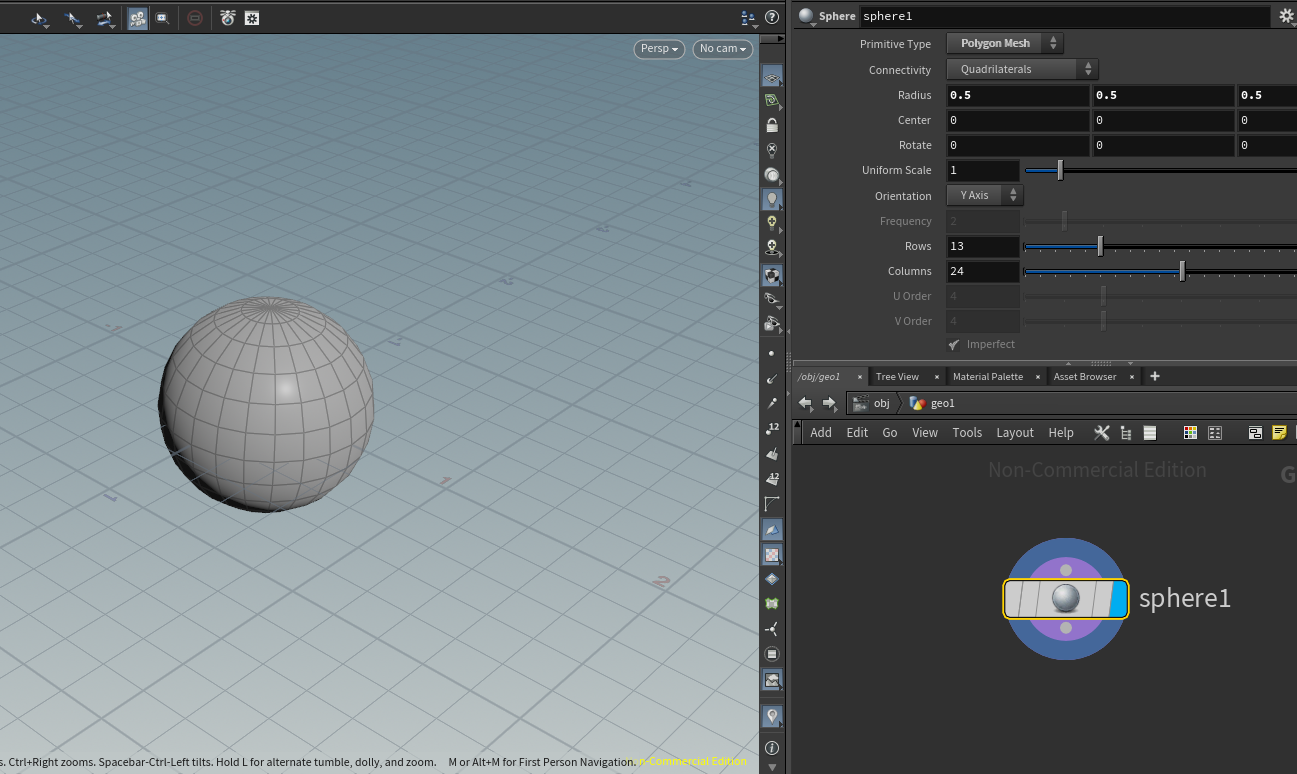 Persp
No cam
-1
1
-1
2
s. Ctrl+Right zooms. Spacebar-Ctrl-Left tilts. Hold L for alternate tumble, dolly, and zoom. M or Alt+M for First Person Navigation.
n-Commercial Edition
12
12
Sphere sphere1
Primitive Type Polygon Mesh
Connectivity Quadrilaterals
Radius 0.5 0.5 0.5
Center 0 0 0
Rotate 0 0 0
Uniform Scale 1
Orientation Y Axis
Frequency 2
Rows 13
Columns 24
U Order 4
V Order 4
Imperfect
/obj/geo1 × Tree View × Material Palette × Asset Browser × +
obj geo1
Add Edit Go View Tools Layout Help
Non-Commercial Edition G
sphere1